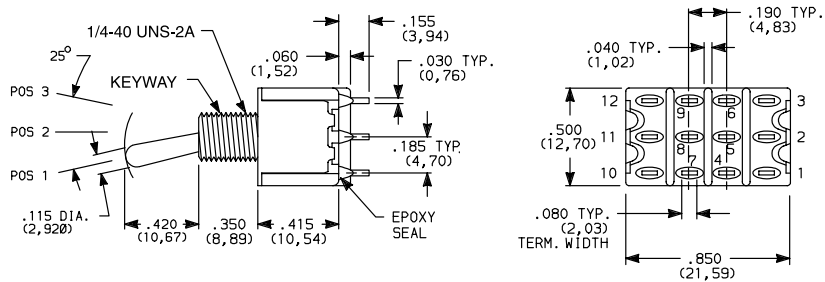 1/4-40 UNS-2A
25°
KEYWAY
POS 3
POS 2
POS 1
.115 DIA.
(2,920)
.420
(10,67)
.350
(8,89)
.415
(10,54)
.060
(1,52)
.155
(3,94)
.030 TYP.
(0,76)
.185 TYP.
(4,70)
EPOXY
SEAL
.190 TYP.
(4,83)
.040 TYP.
(1,02)
.500
(12,70)
12
9
6
3
11
8
5
2
10
7
4
1
.080 TYP.
(2,03)
TERM. WIDTH
.850
(21,59)